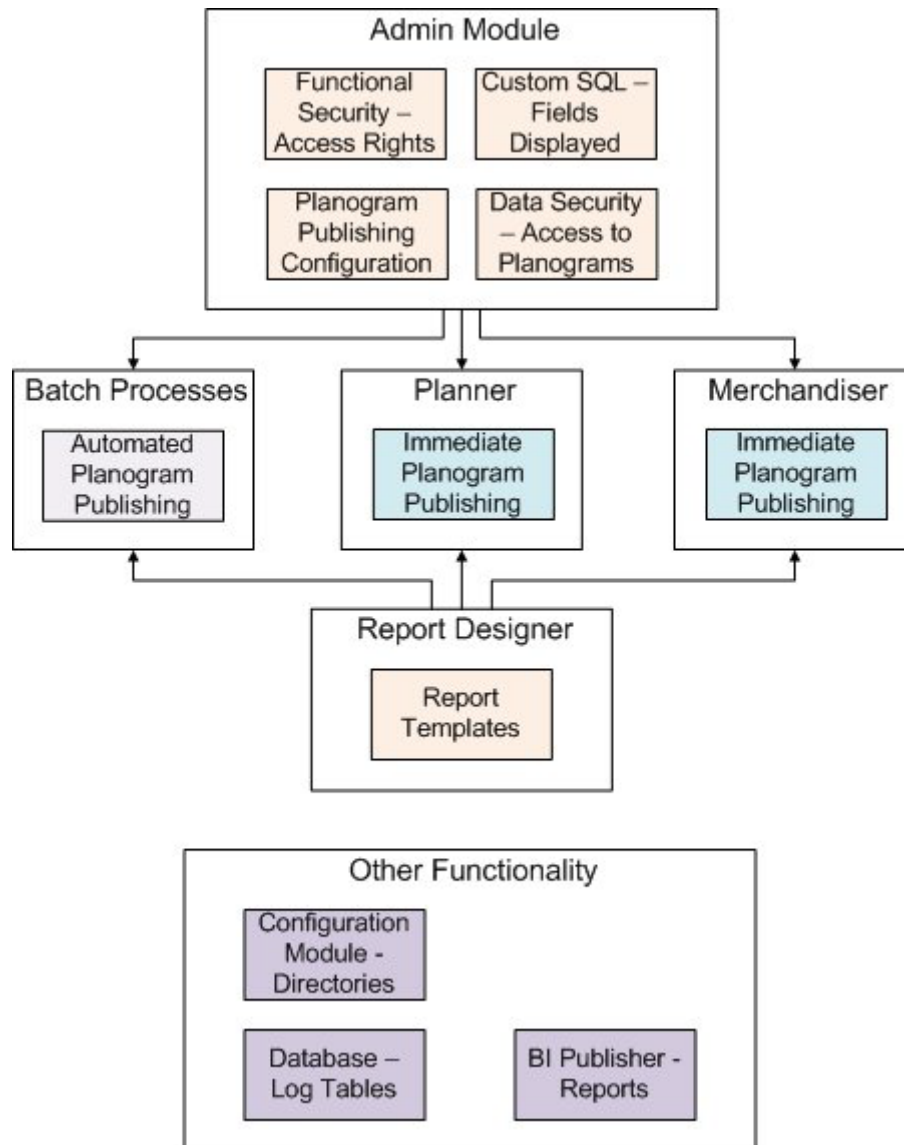 Admin Module
Functional
Security –
Access Rights
Custom SQL –
Fields
Displayed
Planogram
Publishing
Configuration
Data Security
– Access to
Planograms
Batch Processes
Automated
Planogram
Publishing
Planner
Immediate
Planogram
Publishing
Merchandiser
Immediate
Planogram
Publishing
Report Designer
Report
Templates
Other Functionality
Configuration
Module -
Directories
Database –
Log Tables
BI Publisher -
Reports